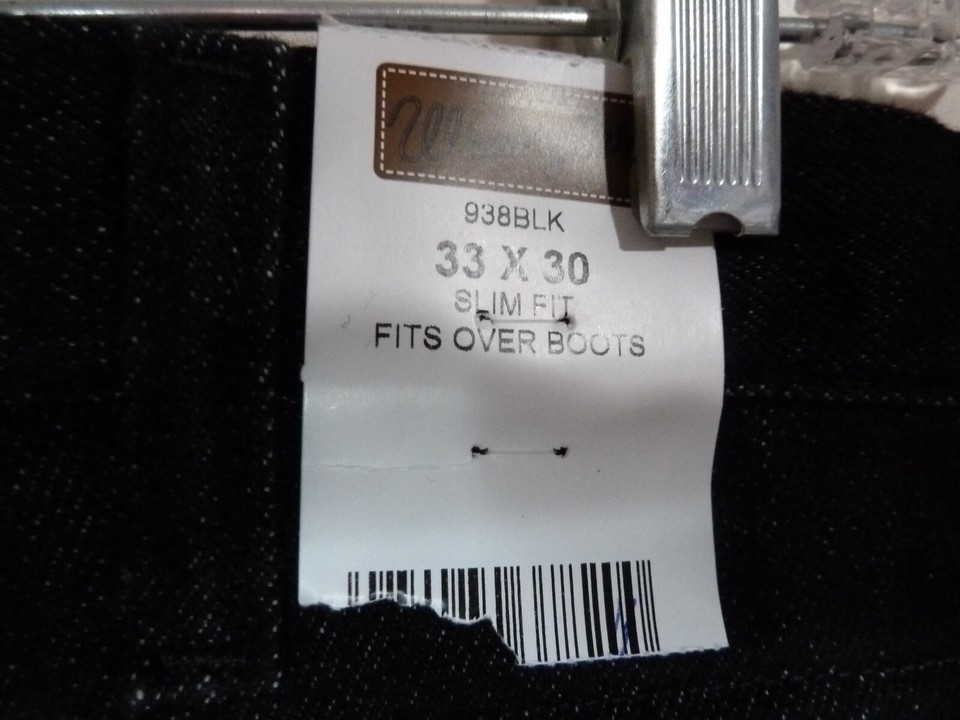 938BLK
33 X 30
SLIM FIT
FITS OVER BOOTS